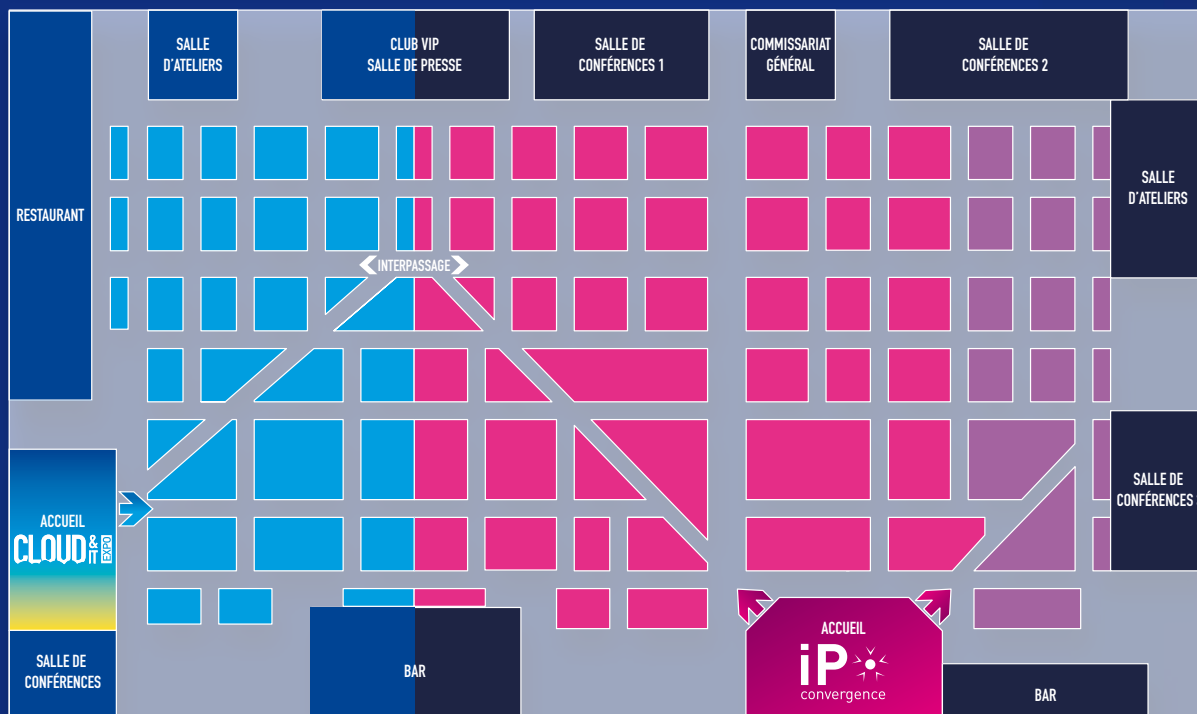 SALLE
D'ATELIERS
CLUB VIP
SALLE DE PRESSE
SALLE DE
CONFÉRENCES 1
COMMISSARIAT
GÉNÉRAL
SALLE DE
CONFÉRENCES 2
RESTAURANT
SALLE
D'ATELIERS
INTERPASSAGE
ACCUEIL
CLOUD & IT EXPO
SALLE DE
CONFÉRENCES
SALLE DE
CONFÉRENCES
BAR
ACCUEIL
iP
convergence
BAR